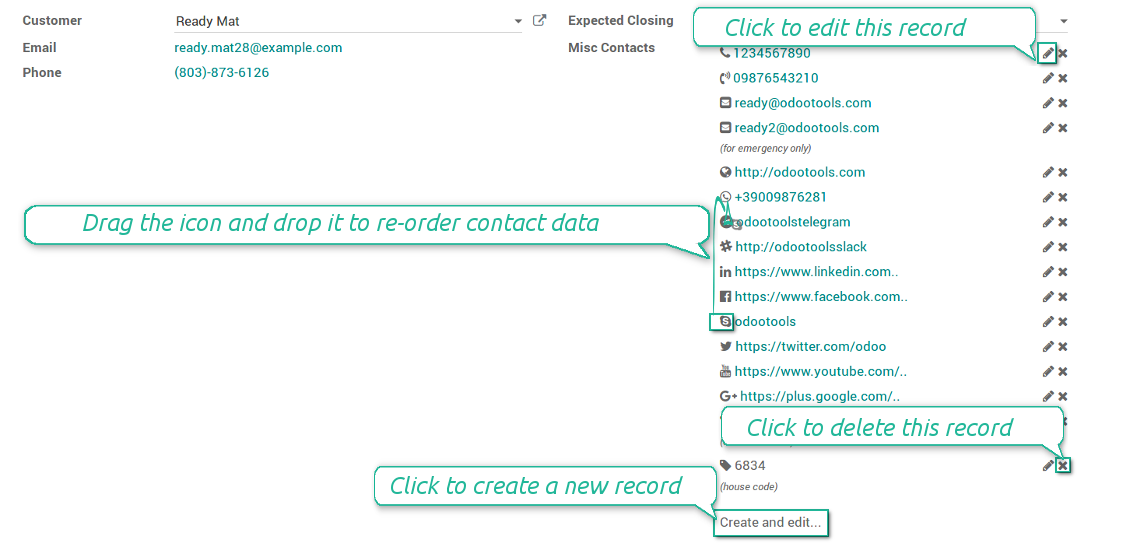 Customer
Ready Mat
Email
ready.mat28@example.com
Phone
(803)-873-6126
Expected Closing
Click to edit this record
Misc Contacts
1234567890
09876543210
ready@odootools.com
ready2@odootools.com
(for emergency only)
http://odootools.com
+39009876281
Drag the icon and drop it to re-order contact data
odootoolstelegram
http://odootoolsslack
https://www.linkedin.com..
https://www.facebook.com..
odootools
https://twitter.com/odoo
https://www.youtube.com/..
https://plus.google.com/..
Click to delete this record
6834
(house code)
Click to create a new record
Create and edit...